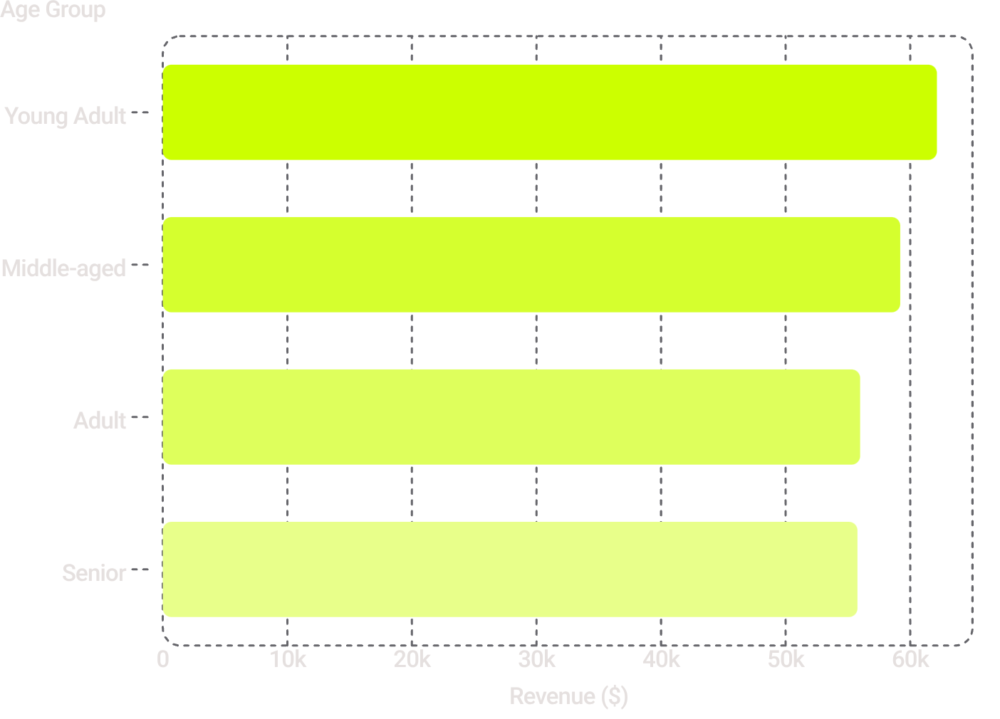 Age Group
Young Adult
Middle-aged
Adult
Senior
0 10k 20k 30k 40k 50k 60k
Revenue ($)